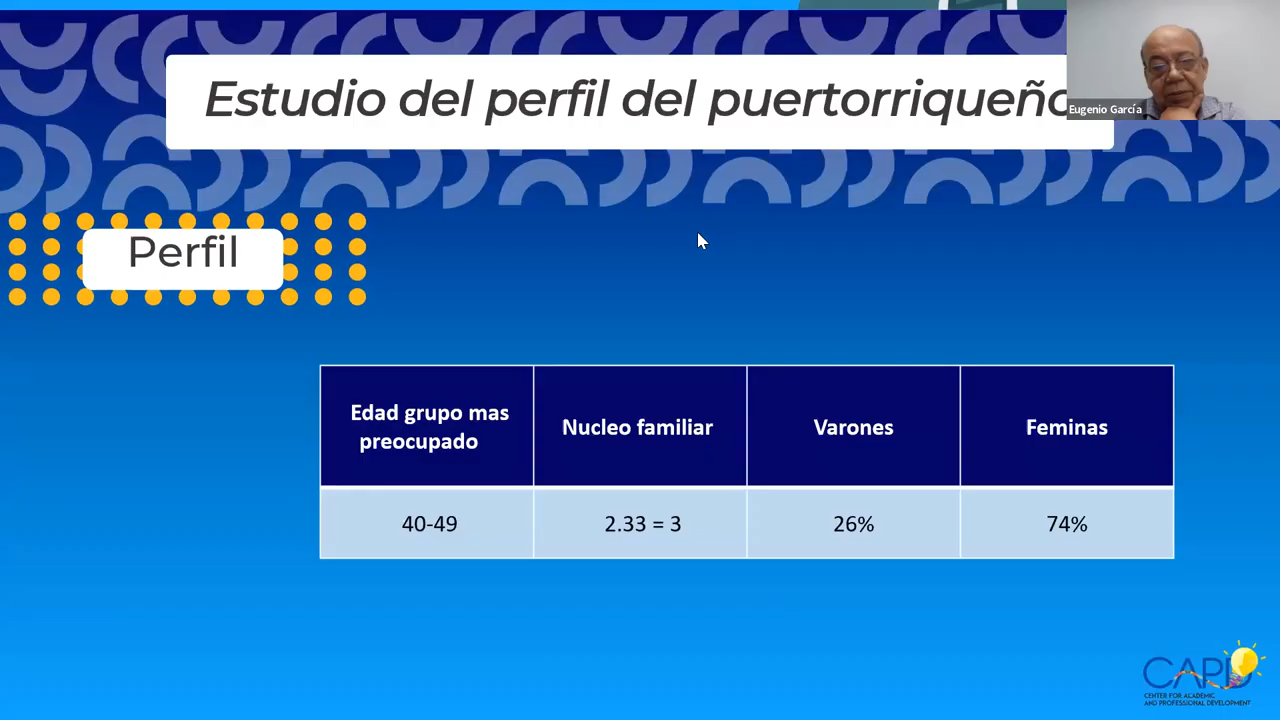 Estudio del perfil del puertorriqueño
Eugenio García
Perfil
Edad grupo mas
preocupado
Nucleo familiar
Varones
Feminas
40-49
2.33 = 3
26%
74%
CAPD
CENTER FOR ACADEMIC
AND PROFESSIONAL DEVELOPMENT